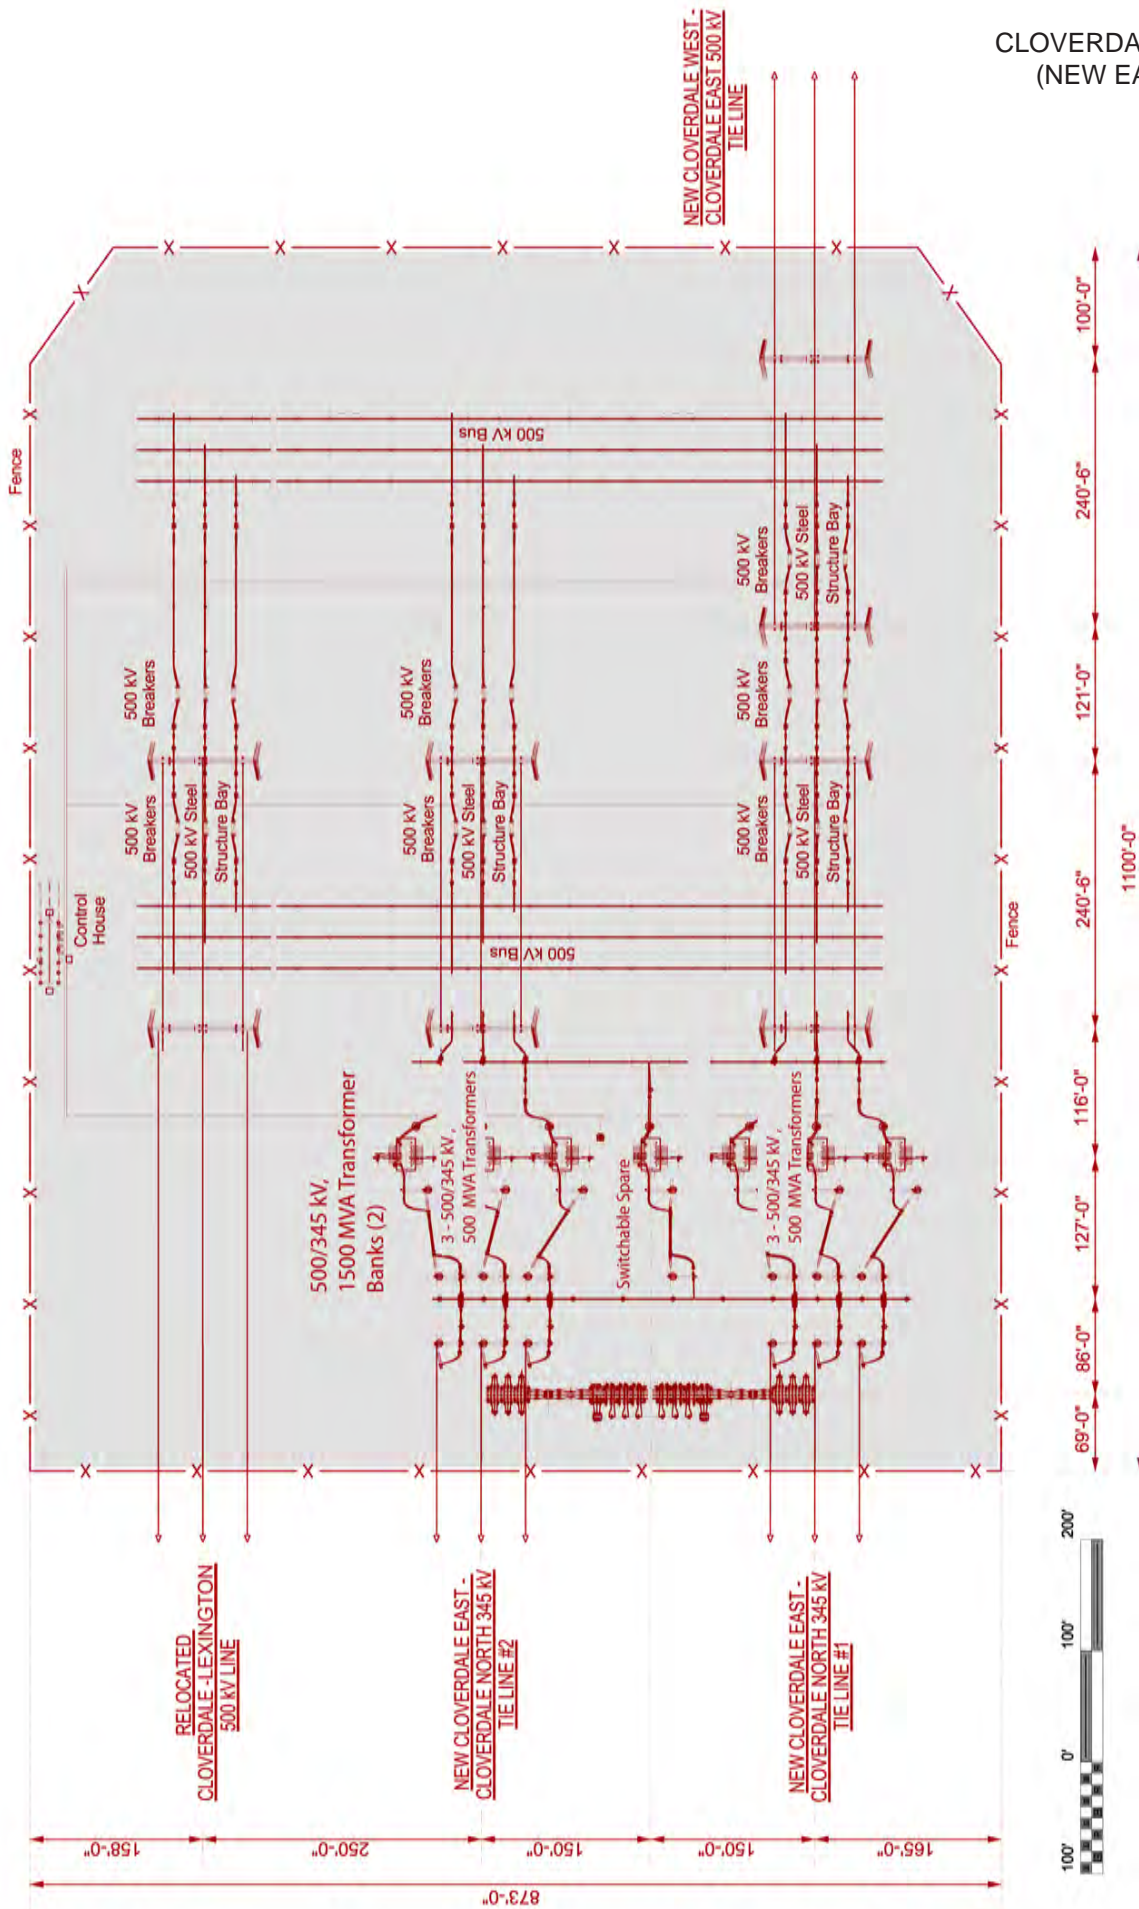 CLOVERDA
(NEW EA
NEW CLOVERDALE WEST -
CLOVERDALE EAST 500 kV
TIE LINE
Fence
500 kV Bus
500 kV
Breakers
500 kV Steel
Structure Bay
500 kV
Breakers
500 kV
Breakers
500 kV
Breakers
500 kV
Breakers
500 kV Steel
Structure Bay
500 kV
Breakers
500 kV Steel
Structure Bay
500 kV
Breakers
500 kV Steel
Structure Bay
Control
House
500 kV Bus
Fence
500/345 kV,
1500 MVA Transformer
Banks (2)
3 - 500/345 kV,
500 MVA Transformers
Switchable Spare
3 - 500/345 kV,
500 MVA Transformers
RELOCATED
CLOVERDALE -LEXINGTON
500 kV LINE
NEW CLOVERDALE EAST -
CLOVERDALE NORTH 345 kV
TIE LINE #2
NEW CLOVERDALE EAST -
CLOVERDALE NORTH 345 kV
TIE LINE #1
69'-0"
86'-0"
127'-0
116'-0"
240'-6"
121'-0"
240'-6"
100'-0"
1100'-0"
158'-0"
250'-0"
150'-0"
150'-0"
165'-0"
873'-0"
100'
0'
100'
200'